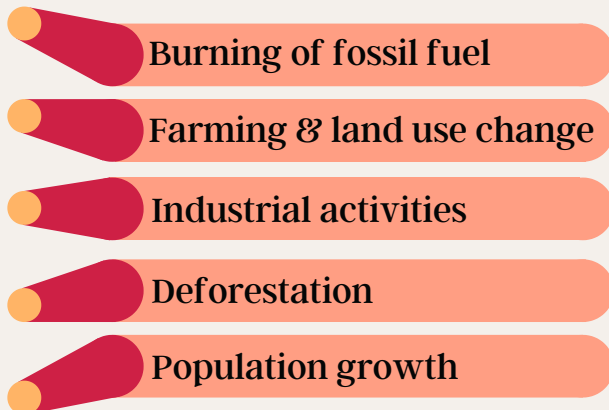 Burning of fossil fuel
Farming & land use change
Industrial activities
Deforestation
Population growth